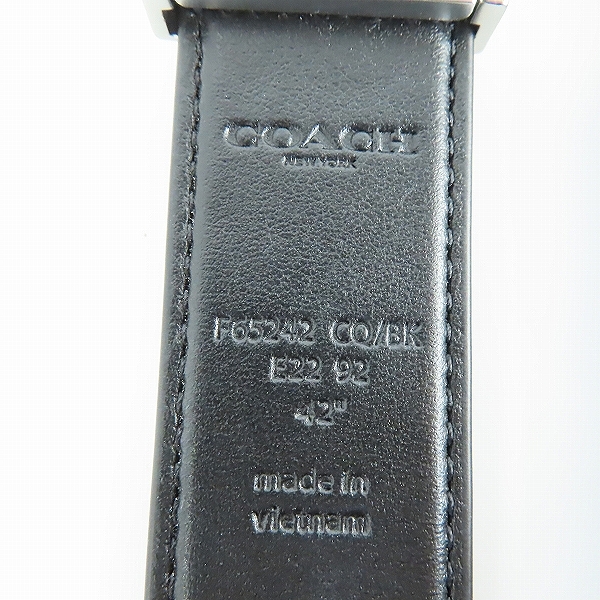 COACH
NEW YORK
F65242 CQ/BK
E22 92
42"
made in
vietnam